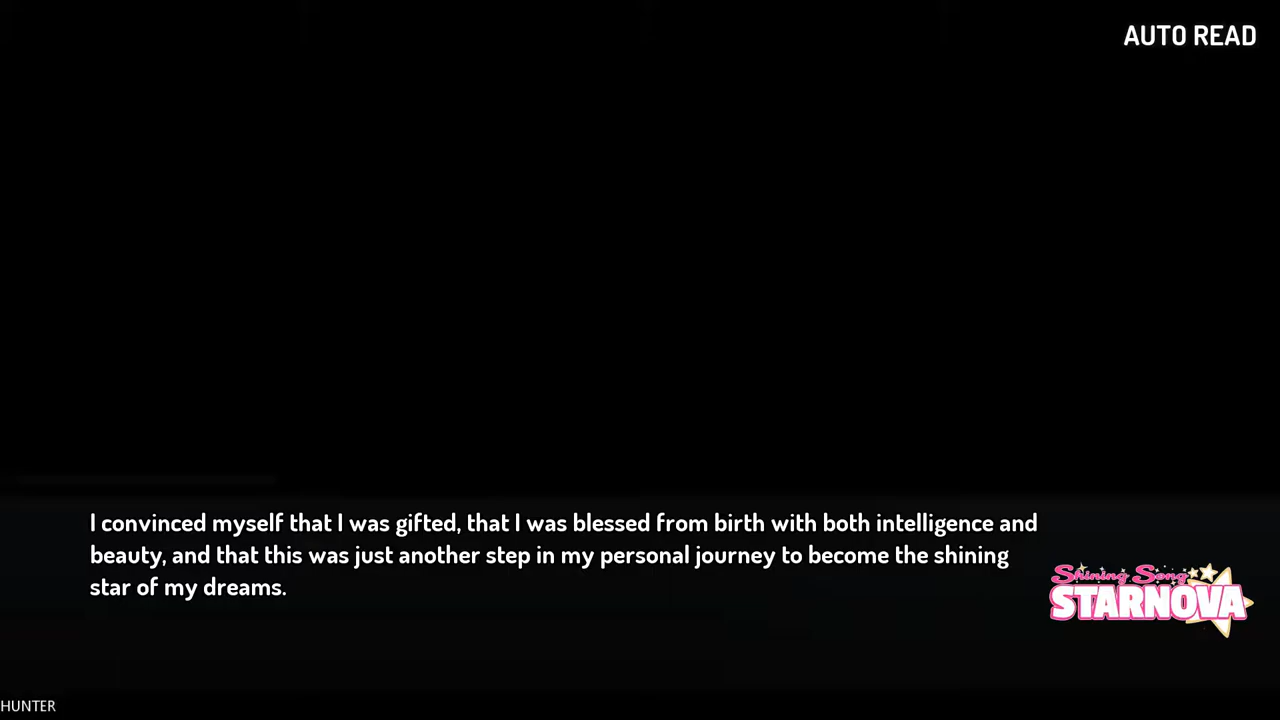 AUTO READ
I convinced myself that I was gifted, that I was blessed from birth with both intelligence and
beauty, and that this was just another step in my personal journey to become the shining
star of my dreams.
Shining Song
STARNOVA
HUNTER